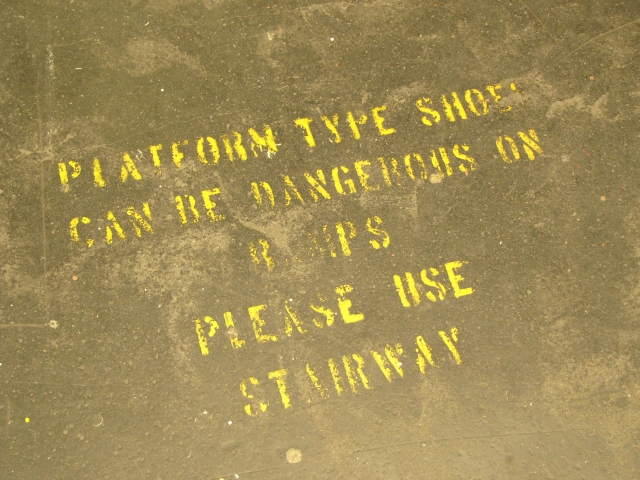 PLATFORM TYPE SHOES
CAN BE DANGEROUS ON
RAMPS
PLEASE USE
STAIRWAY